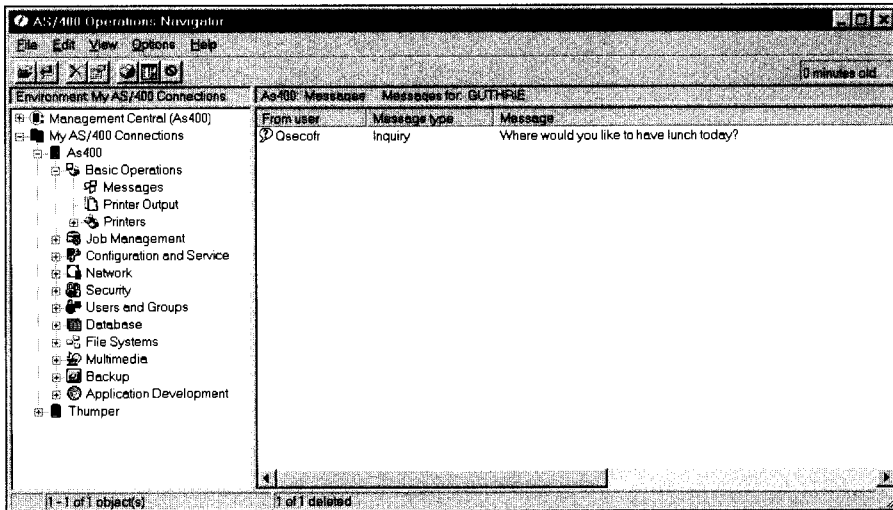 AS/400 Operations Navigator
File Edit View Options Help
0 minutes old
Environment: My AS/400 Connections
As400: Messages Messages for: GUTHRIE
Management Central (As400)
My AS/400 Connections
As400
Basic Operations
Messages
Printer Output
Printers
Job Management
Configuration and Service
Network
Security
Users and Groups
Database
File Systems
Multimedia
Backup
Application Development
Thumper
From user Message type Message
Qsecofr Inquiry Where would you like to have lunch today?
1 - 1 of 1 object(s)
1 of 1 deleted